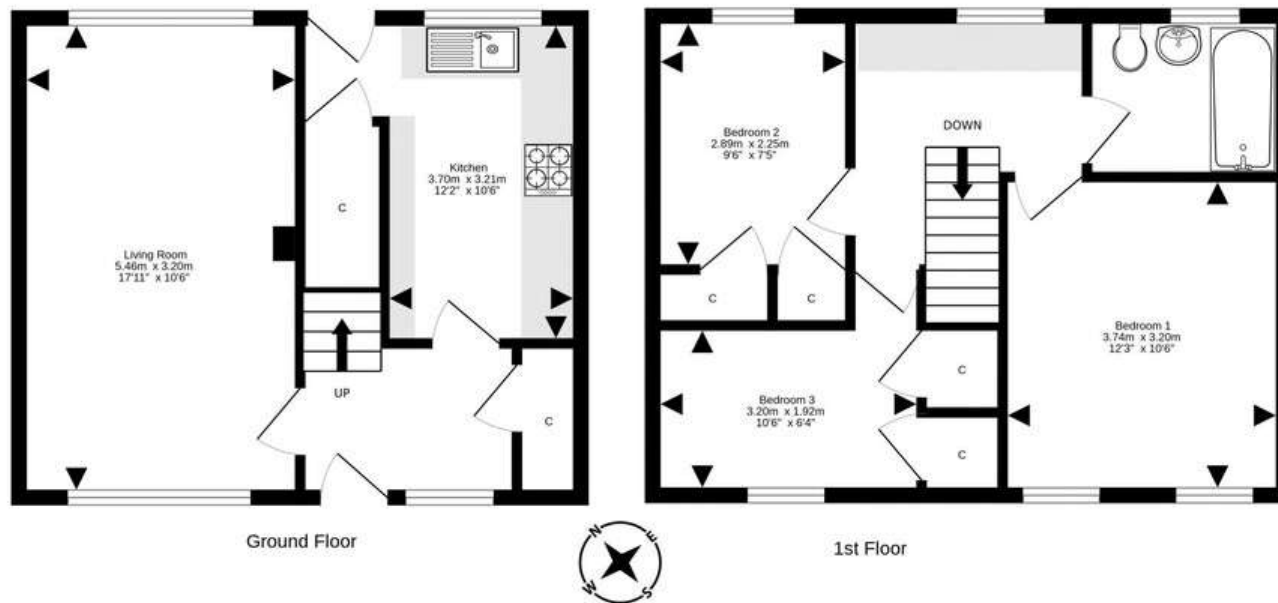 Living Room
5.46m x 3.20m
17'11" x 10'6"
C
UP
Kitchen
3.70m x 3.21m
12'2" x 10'6"
C
Ground Floor
N
E
S
W
Bedroom 2
2.89m x 2.25m
9'6" x 7'5"
C
C
DOWN
Bedroom 1
3.74m x 3.20m
12'3" x 10'6"
Bedroom 3
3.20m x 1.92m
10'6" x 6'4"
C
C
1st Floor